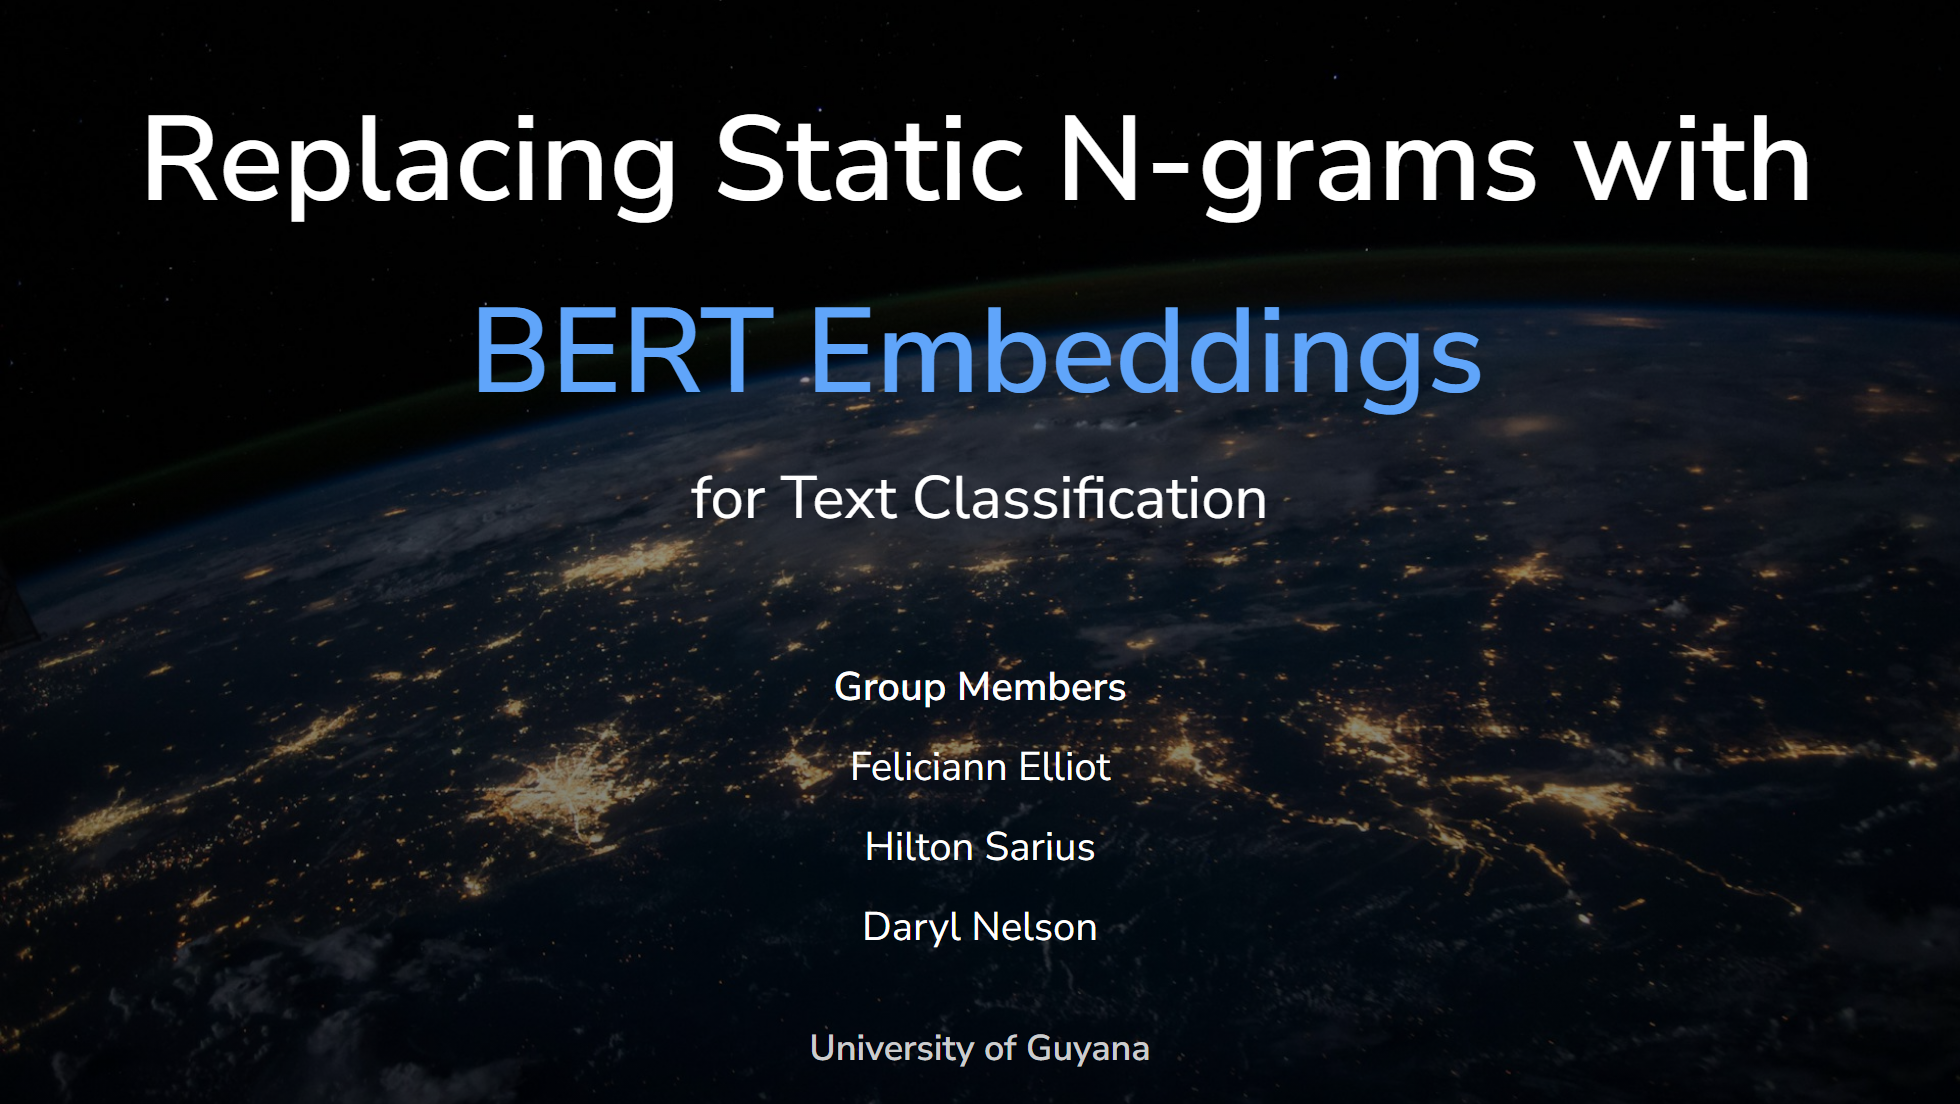 Replacing Static N-grams with
BERT Embeddings
for Text Classification
Group Members
Feliciann Elliot
Hilton Sarius
Daryl Nelson
University of Guyana